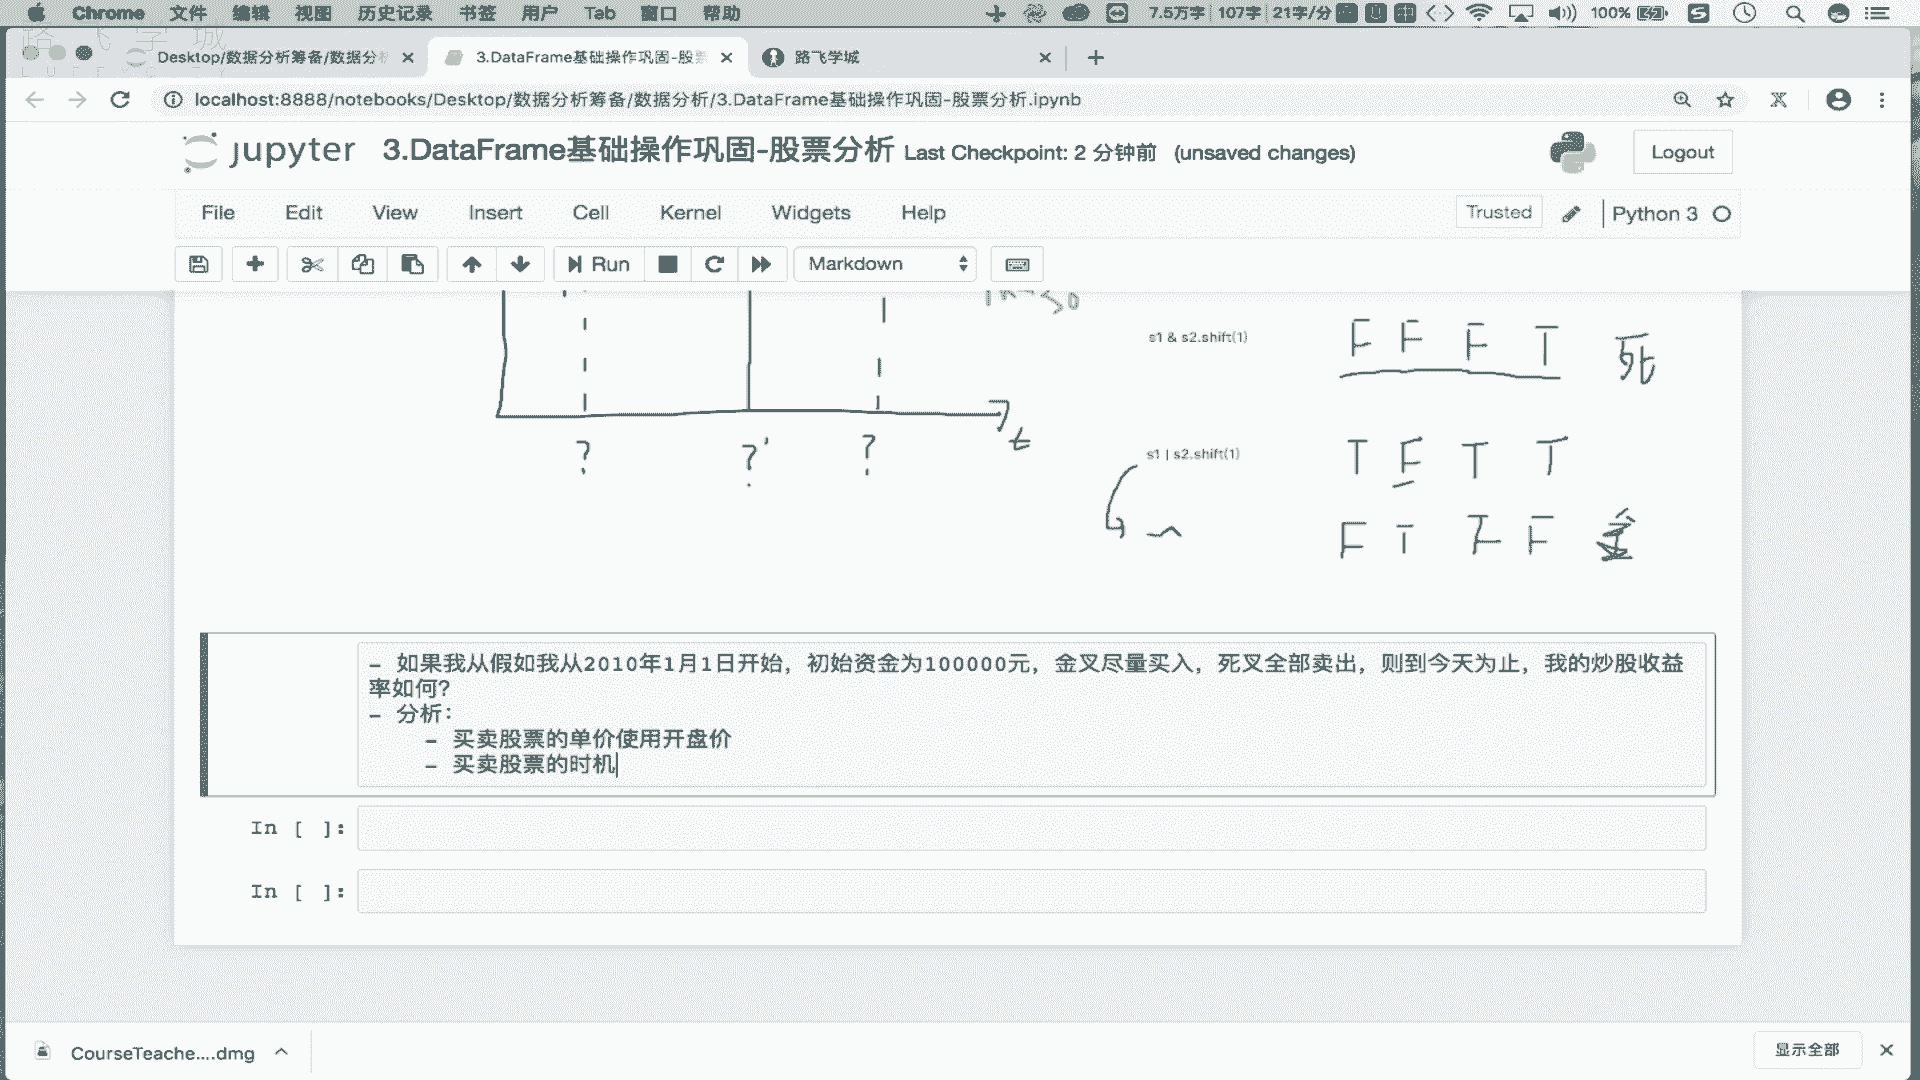 Chrome 文件 编辑 视图 历史记录 书签 用户 Tab 窗口 帮助 7.5万字 107字 21字/分 100%
路飞学城
Desktop/数据分析筹备/数据分析
3.DataFrame基础操作巩固-股票
路飞学城
localhost:8888/notebooks/Desktop/数据分析筹备/数据分析/3.DataFrame基础操作巩固-股票分析.ipynb
jupyter 3.DataFrame基础操作巩固-股票分析 Last Checkpoint: 2 分钟前 (unsaved changes)
Logout
File Edit View Insert Cell Kernel Widgets Help
Trusted
Python 3
Run
Markdown
s1 & s2.shift(1) F F F T 死
t
? ?' ?
s1 | s2.shift(1) T F T T
~ F T F F 金
- 如果我从假如我从2010年1月1日开始，初始资金为100000元，金叉尽量买入，死叉全部卖出，则到今天为止，我的炒股收益
率如何？
- 分析：
- 买卖股票的单价使用开盘价
- 买卖股票的时机
In [ ]:
In [ ]:
CourseTeache....dmg
显示全部